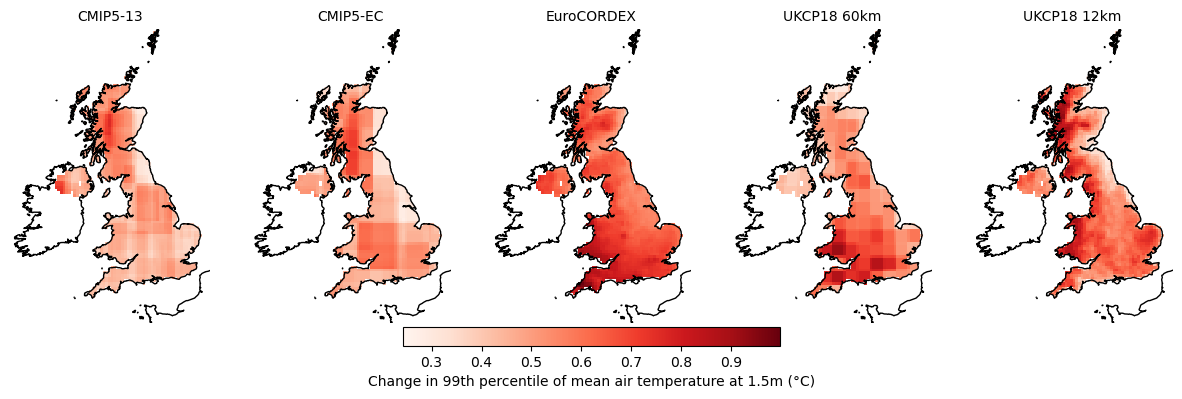 CMIP5-13 CMIP5-EC EuroCORDEX UKCP18 60km UKCP18 12km
0.3 0.4 0.5 0.6 0.7 0.8 0.9
Change in 99th percentile of mean air temperature at 1.5m (°C)